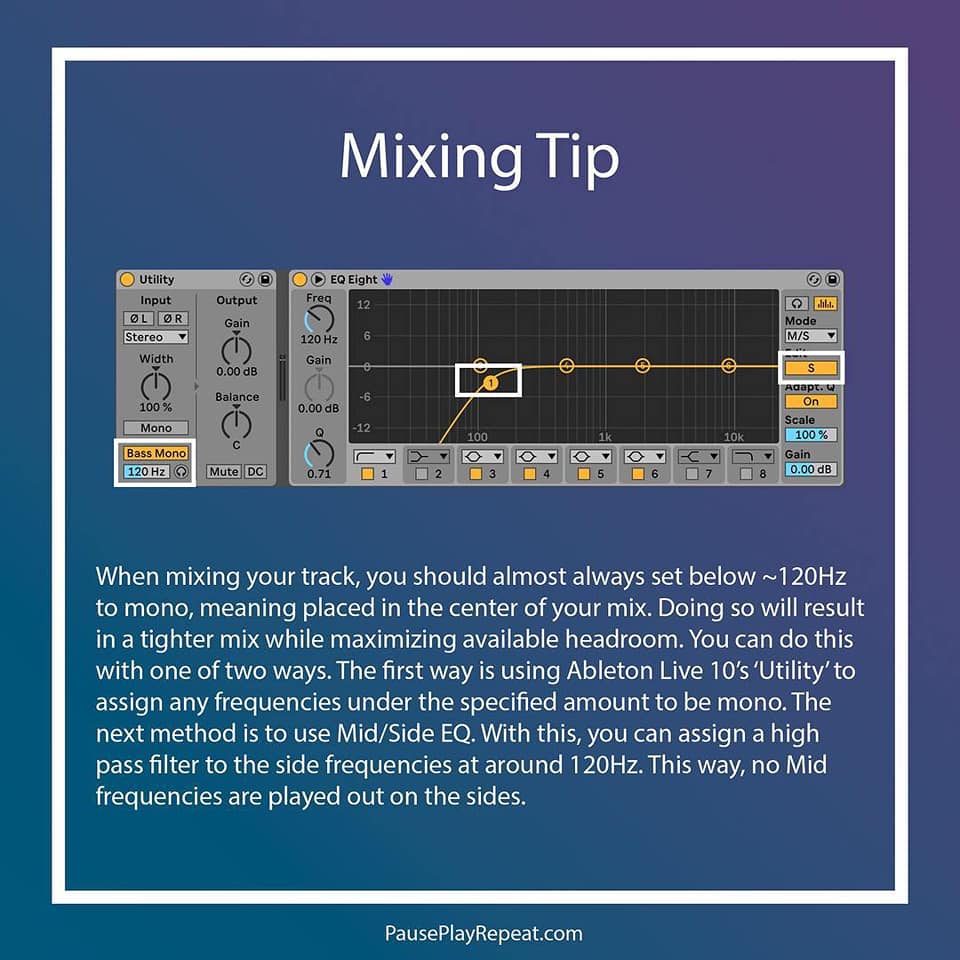 Mixing Tip
Utility
Input
Output
Ø L
Ø R
Stereo
Width
100 %
Mono
Bass Mono
120 Hz
Gain
0.00 dB
Balance
C
Mute
DC
EQ Eight
Freq
120 Hz
Gain
0.00 dB
Q
0.71
12
6
0
-6
-12
100
1k
10k
1
4
5
6
1
2
3
4
5
6
7
8
Mode
M/S
Edit
S
Adapt. Q
On
Scale
100 %
Gain
0.00 dB
When mixing your track, you should almost always set below ~120Hz
to mono, meaning placed in the center of your mix. Doing so will result
in a tighter mix while maximizing available headroom. You can do this
with one of two ways. The first way is using Ableton Live 10’s ‘Utility’ to
assign any frequencies under the specified amount to be mono. The
next method is to use Mid/Side EQ. With this, you can assign a high
pass filter to the side frequencies at around 120Hz. This way, no Mid
frequencies are played out on the sides.
PausePlayRepeat.com